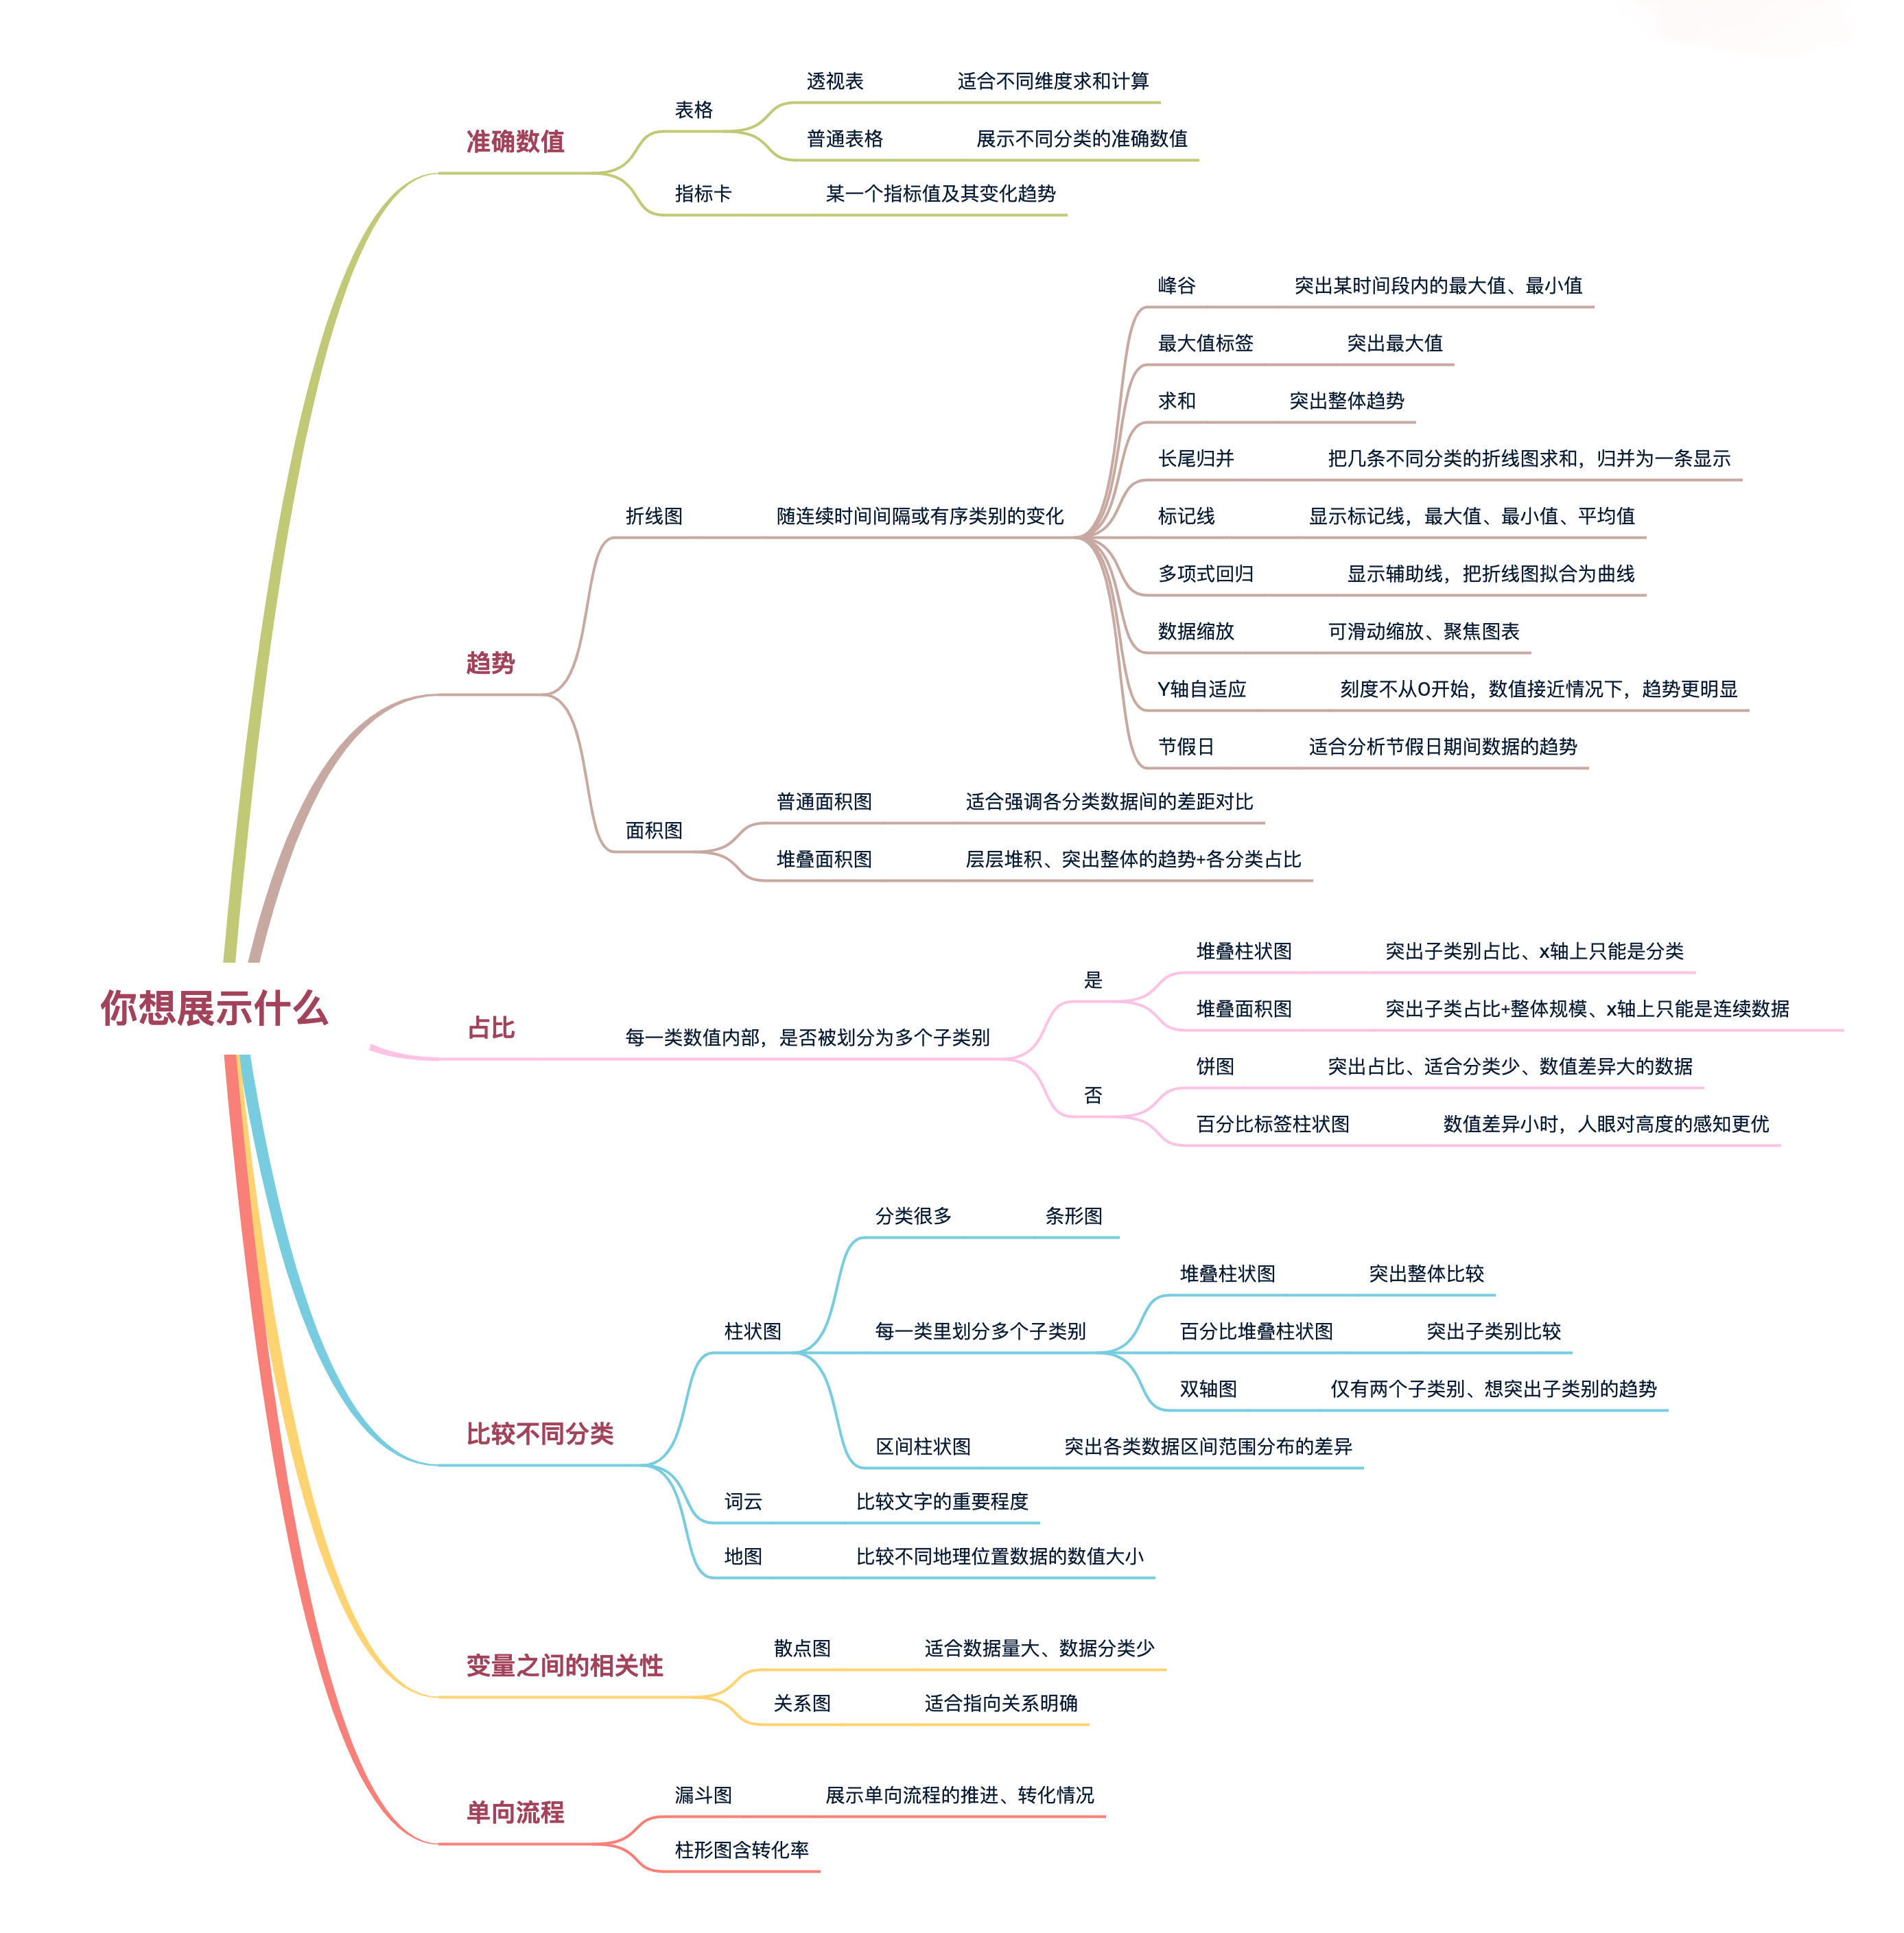 你想展示什么
准确数值
表格
透视表
适合不同维度求和计算
普通表格
展示不同分类的准确数值
指标卡
某一个指标值及其变化趋势
趋势
折线图
随连续时间间隔或有序类别的变化
峰谷
突出某时间段内的最大值、最小值
最大值标签
突出最大值
求和
突出整体趋势
长尾归并
把几条不同分类的折线图求和，归并为一条显示
标记线
显示标记线，最大值、最小值、平均值
多项式回归
显示辅助线，把折线图拟合为曲线
数据缩放
可滑动缩放、聚焦图表
Y轴自适应
刻度不从0开始，数值接近情况下，趋势更明显
节假日
适合分析节假日期间数据的趋势
面积图
普通面积图
适合强调各分类数据间的差距对比
堆叠面积图
层层堆积、突出整体的趋势+各分类占比
占比
每一类数值内部，是否被划分为多个子类别
是
堆叠柱状图
突出子类别占比、x轴上只能是分类
堆叠面积图
突出子类占比+整体规模、x轴上只能是连续数据
否
饼图
突出占比、适合分类少、数值差异大的数据
百分比标签柱状图
数值差异小时，人眼对高度的感知更优
比较不同分类
柱状图
分类很多
条形图
每一类里划分多个子类别
堆叠柱状图
突出整体比较
百分比堆叠柱状图
突出子类别比较
双轴图
仅有两个子类别、想突出子类别的趋势
区间柱状图
突出各类数据区间范围分布的差异
词云
比较文字的重要程度
地图
比较不同地理位置数据的数值大小
变量之间的相关性
散点图
适合数据量大、数据分类少
关系图
适合指向关系明确
单向流程
漏斗图
展示单向流程的推进、转化情况
柱形图含转化率